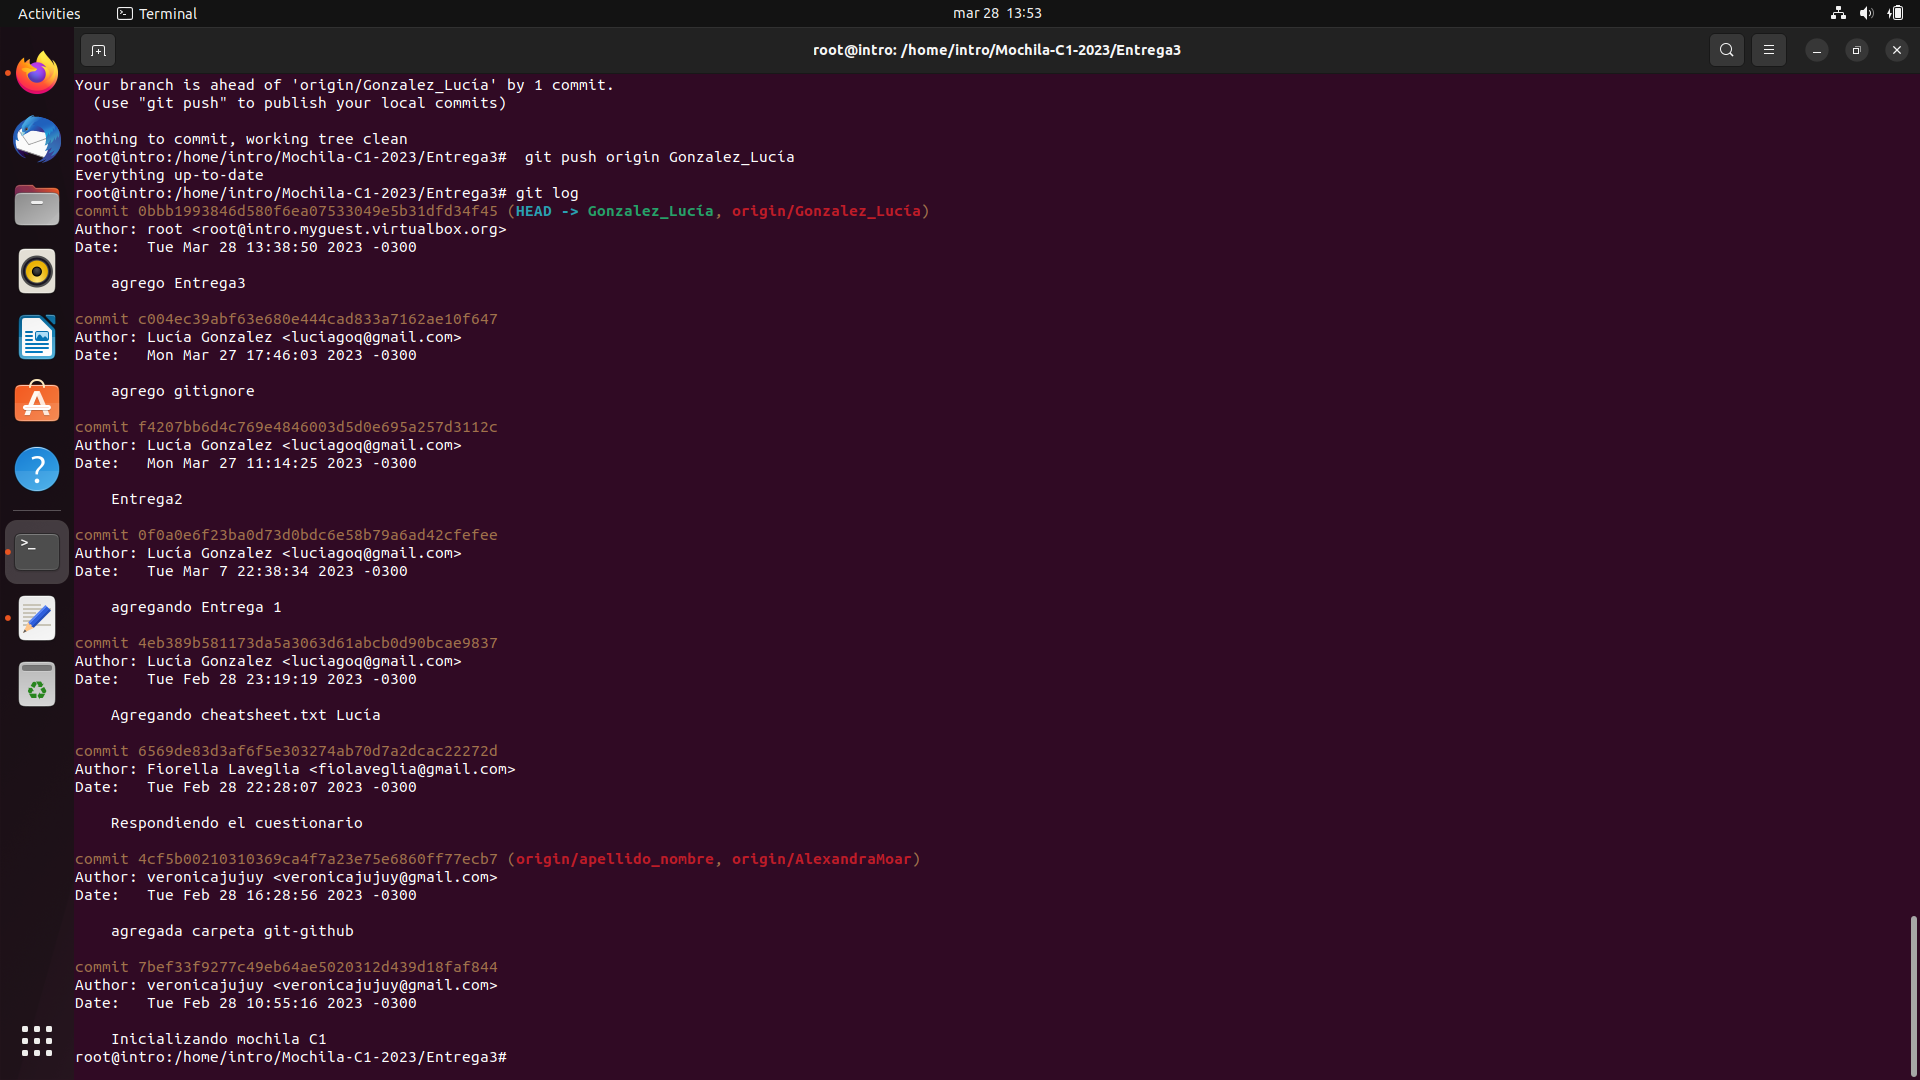 Activities
Terminal
mar 28 13:53
root@intro: /home/intro/Mochila-C1-2023/Entrega3
Your branch is ahead of 'origin/Gonzalez_Lucía' by 1 commit.
  (use "git push" to publish your local commits)
nothing to commit, working tree clean
root@intro:/home/intro/Mochila-C1-2023/Entrega3#  git push origin Gonzalez_Lucía
Everything up-to-date
root@intro:/home/intro/Mochila-C1-2023/Entrega3# git log
commit 0bbb1993846d580f6ea07533049e5b31dfd34f45 (HEAD -> Gonzalez_Lucía, origin/Gonzalez_Lucía)
Author: root <root@intro.myguest.virtualbox.org>
Date:   Tue Mar 28 13:38:50 2023 -0300
    agrego Entrega3
commit c004ec39abf63e680e444cad833a7162ae10f647
Author: Lucía Gonzalez <luciagoq@gmail.com>
Date:   Mon Mar 27 17:46:03 2023 -0300
    agrego gitignore
commit f4207bb6d4c769e4846003d5d0e695a257d3112c
Author: Lucía Gonzalez <luciagoq@gmail.com>
Date:   Mon Mar 27 11:14:25 2023 -0300
    Entrega2
commit 0f0a0e6f23ba0d73d0bdc6e58b79a6ad42cfefee
Author: Lucía Gonzalez <luciagoq@gmail.com>
Date:   Tue Mar 7 22:38:34 2023 -0300
    agregando Entrega 1
commit 4eb389b581173da5a3063d61abcb0d90bcae9837
Author: Lucía Gonzalez <luciagoq@gmail.com>
Date:   Tue Feb 28 23:19:19 2023 -0300
    Agregando cheatsheet.txt Lucía
commit 6569de83d3af6f5e303274ab70d7a2dcac22272d
Author: Fiorella Laveglia <fiolaveglia@gmail.com>
Date:   Tue Feb 28 22:28:07 2023 -0300
    Respondiendo el cuestionario
commit 4cf5b00210310369ca4f7a23e75e6860ff77ecb7 (origin/apellido_nombre, origin/AlexandraMoar)
Author: veronicajujuy <veronicajujuy@gmail.com>
Date:   Tue Feb 28 16:28:56 2023 -0300
    agregada carpeta git-github
commit 7bef33f9277c49eb64ae5020312d439d18faf844
Author: veronicajujuy <veronicajujuy@gmail.com>
Date:   Tue Feb 28 10:55:16 2023 -0300
    Inicializando mochila C1
root@intro:/home/intro/Mochila-C1-2023/Entrega3#